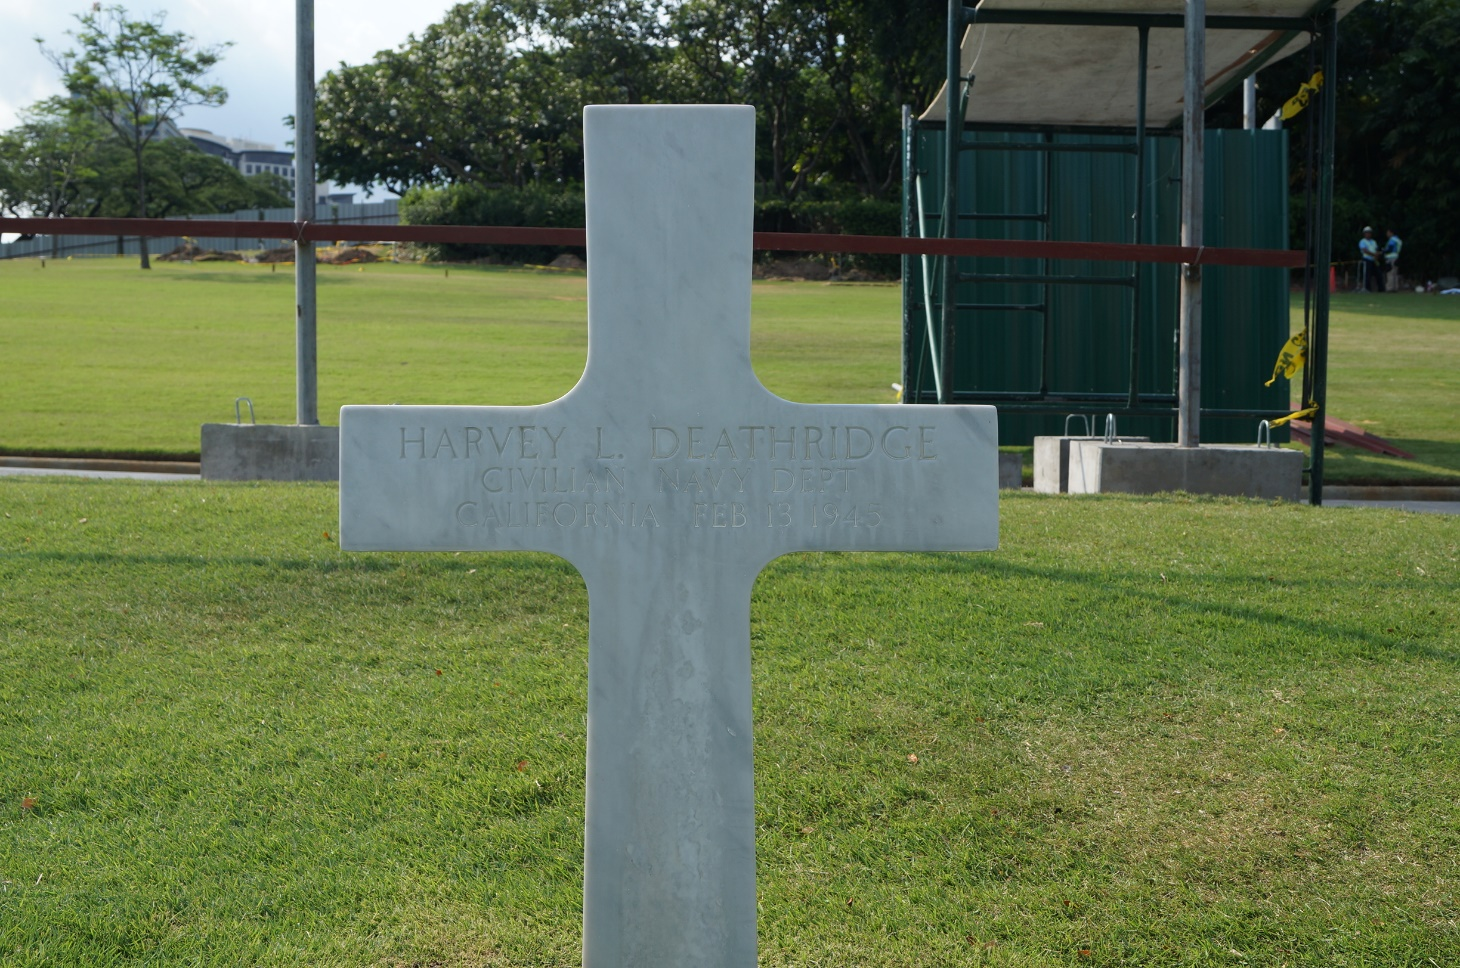 HARVEY L. DEATHRIDGE
CIVILIAN NAVY DEPT
CALIFORNIA FEB 13 1945